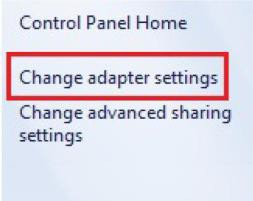 Control Panel Home
Change adapter settings
Change advanced sharing
settings